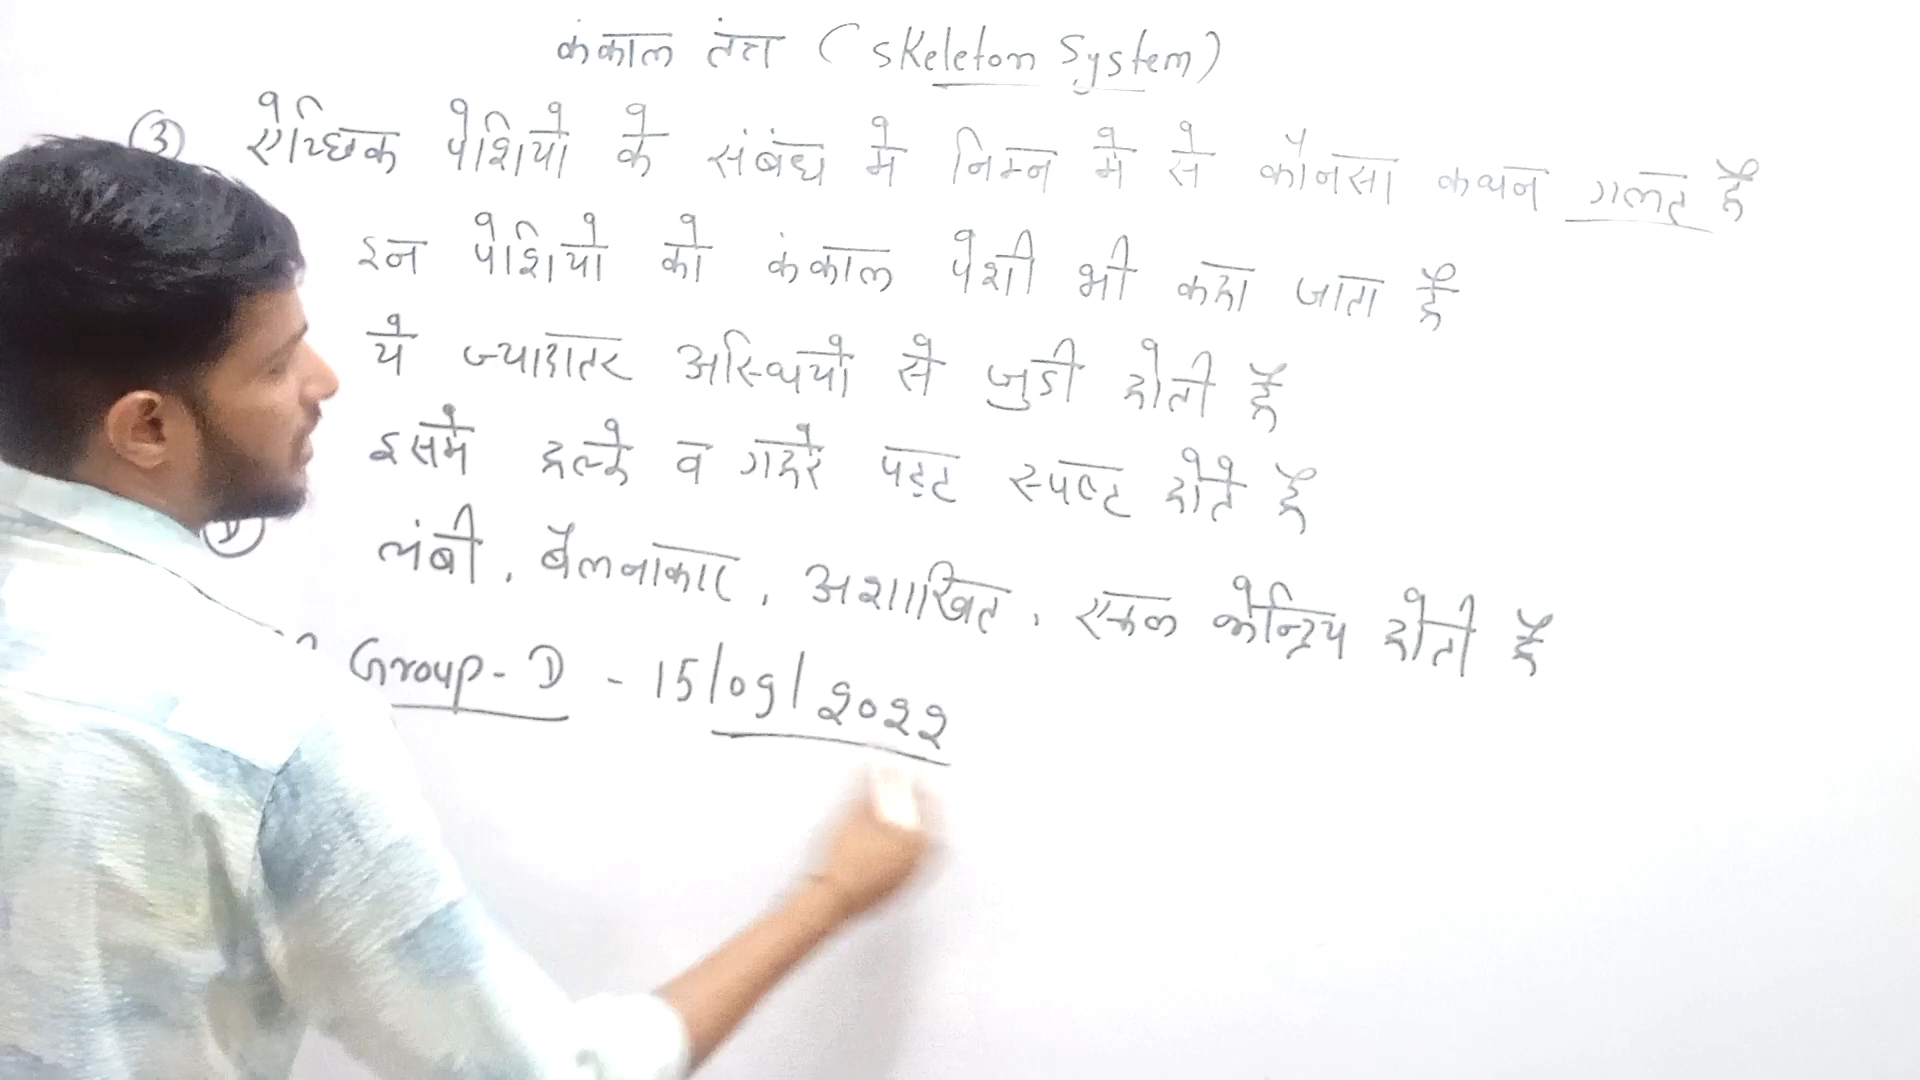 कंकाल तंत्र (skeleton System)
③ ऐच्छिक पेशियो के संबंध मे निम्न मे से कौनसा कथन गलत है
इन पेशियो को कंकाल पेशी भी कहा जाता है
ये ज्यादातर अस्थियो से जुडी होती है
इसमे हल्के व गहरे पट्ट स्पष्ट होते है
D लंबी, बैलनाकार, अशाखित, एकल केन्द्रिय होती है
Group-D - 15/09/2022